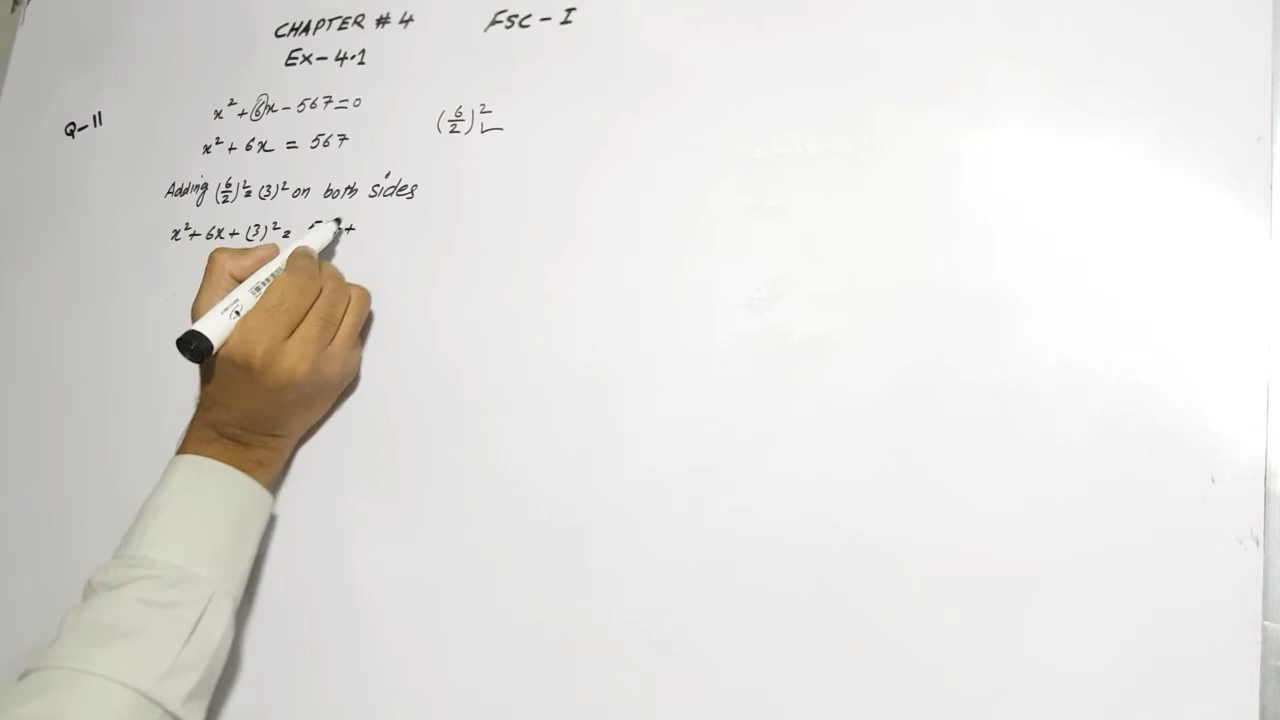 CHAPTER # 4 FSC - I
Ex - 4.1
Q-11
x² + 6x - 567 = 0
x² + 6x = 567
(6/2)²
Adding (6/2)² = (3)² on both sides
x² + 6x + (3)² = +